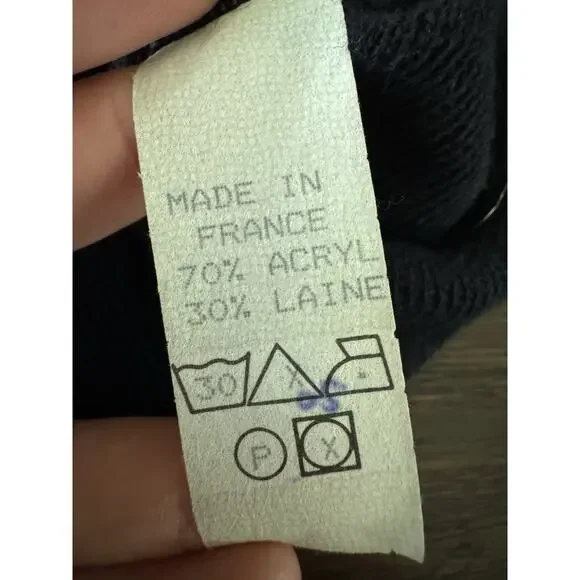 MADE IN
FRANCE
70% ACRYL
30% LAINE
30 X
P X